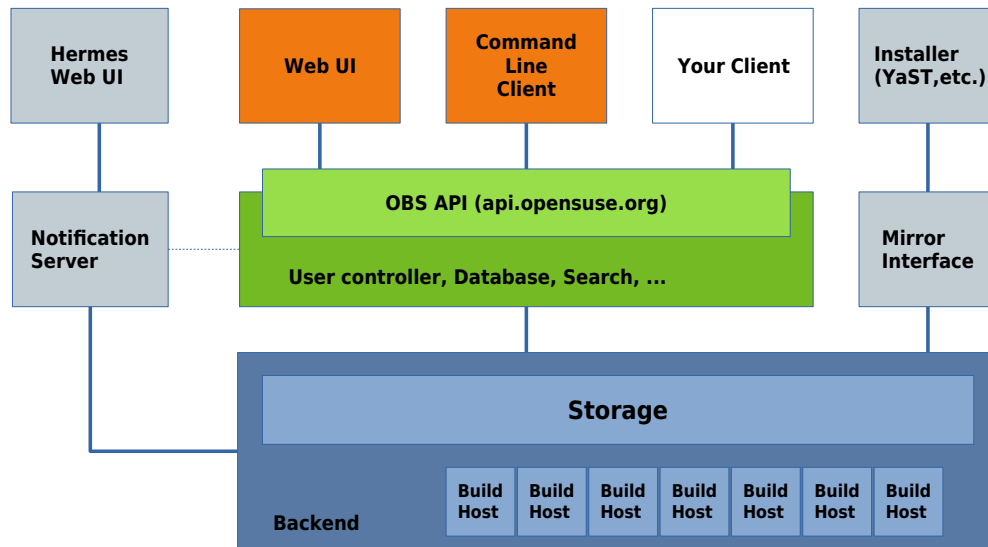 Hermes
Web UI
Web UI
Command
Line
Client
Your Client
Installer
(YaST,etc.)
OBS API (api.opensuse.org)
Notification
Server
User controller, Database, Search, ...
Mirror
Interface
Storage
Build
Host
Build
Host
Build
Host
Build
Host
Build
Host
Build
Host
Build
Host
Backend